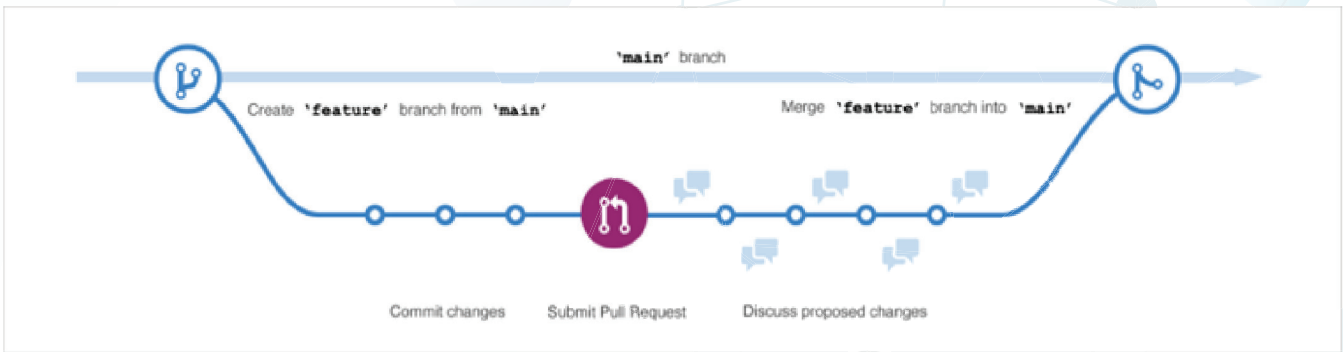 ‘main’ branch
Create ‘feature’ branch from ‘main’
Merge ‘feature’ branch into ‘main’
Commit changes
Submit Pull Request
Discuss proposed changes